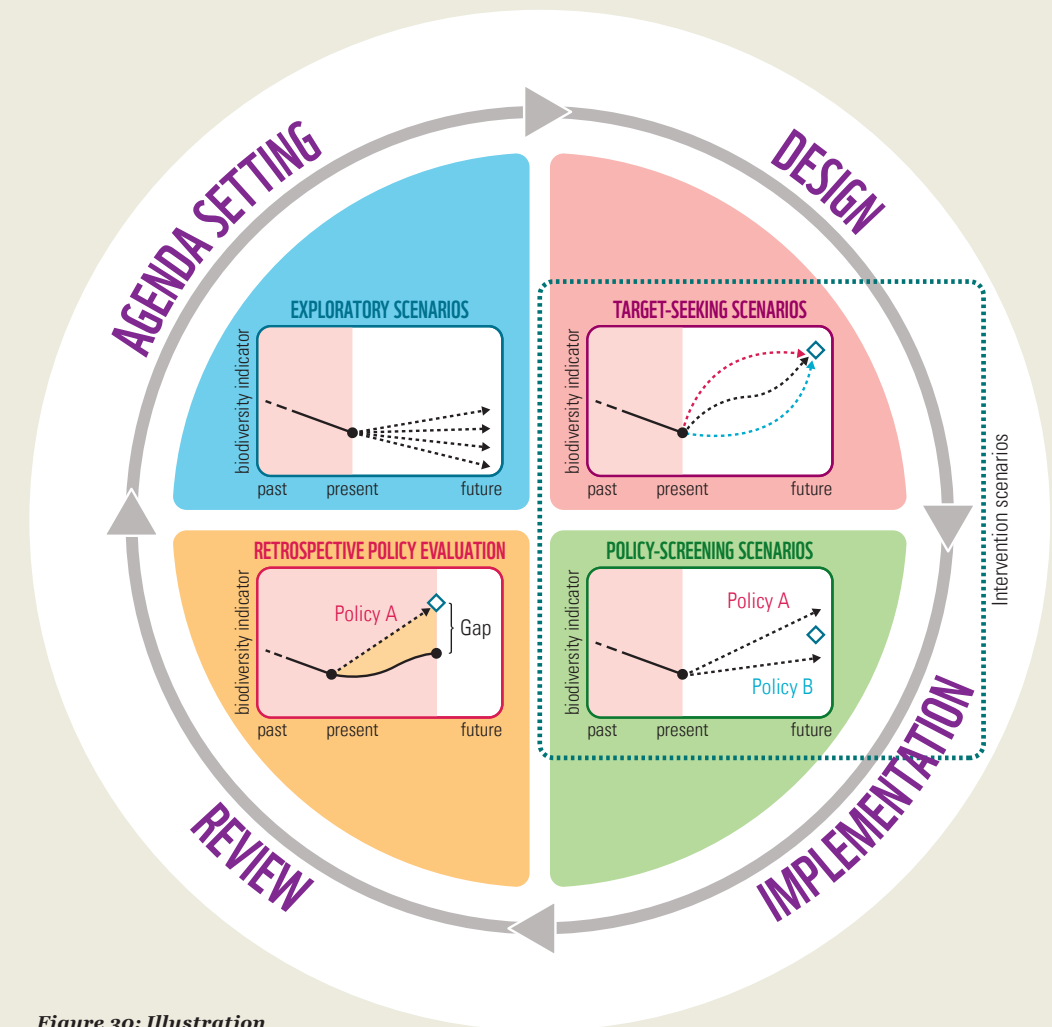 AGENDA SETTING
DESIGN
EXPLORATORY SCENARIOS
biodiversity indicator
past present future
TARGET-SEEKING SCENARIOS
biodiversity indicator
past present future
Intervention scenarios
RETROSPECTIVE POLICY EVALUATION
biodiversity indicator
Policy A
Gap
past present future
POLICY-SCREENING SCENARIOS
biodiversity indicator
Policy A
Policy B
past present future
REVIEW
IMPLEMENTATION
Figure 30: Illustration